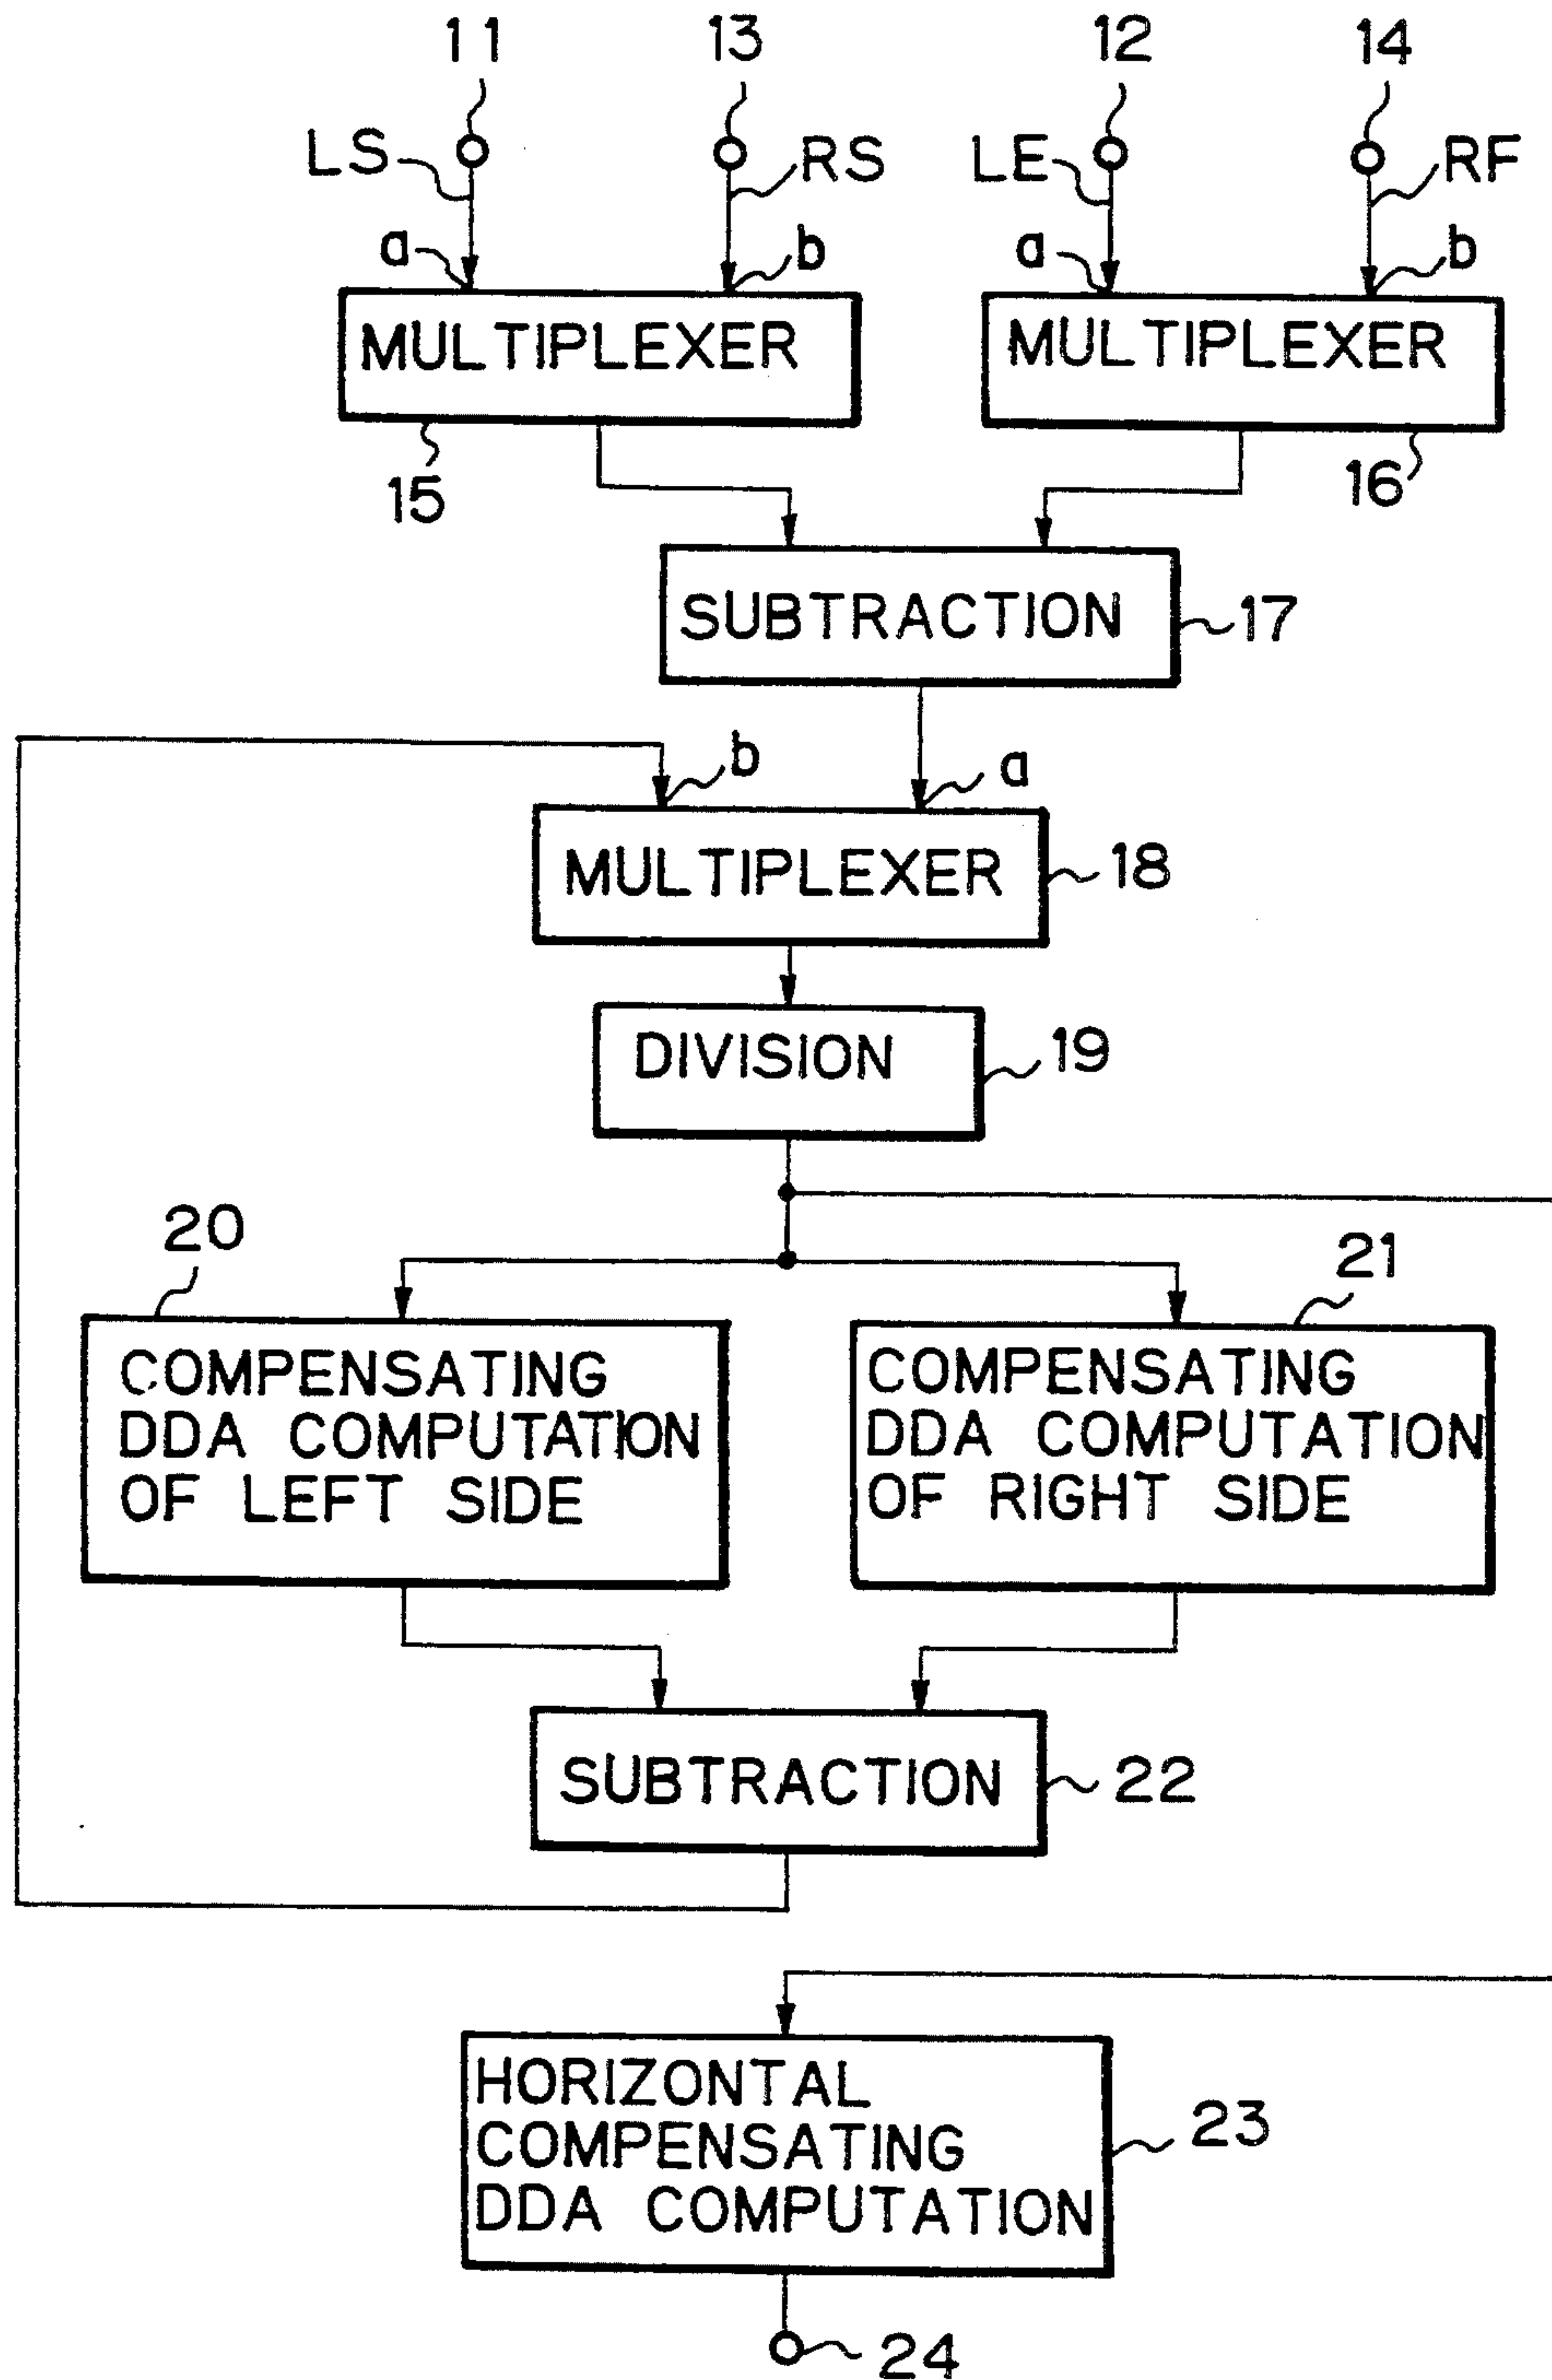 11 13 12 14
LS RS LE RF
a b a b
MULTIPLEXER MULTIPLEXER
15 16
SUBTRACTION 17
b a
MULTIPLEXER 18
DIVISION 19
20 21
COMPENSATING
DDA COMPUTATION
OF LEFT SIDE
COMPENSATING
DDA COMPUTATION
OF RIGHT SIDE
SUBTRACTION 22
HORIZONTAL
COMPENSATING
DDA COMPUTATION
23
24